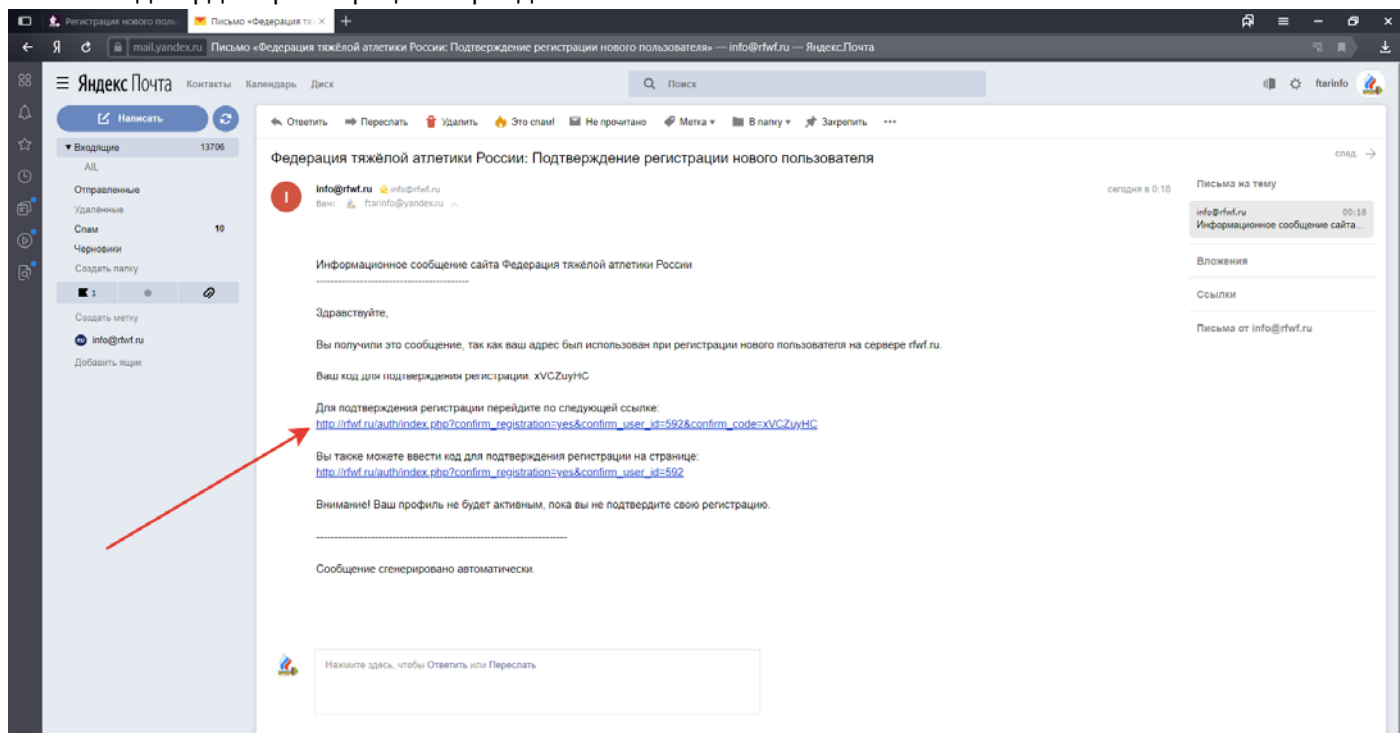 Регистрация нового поль
Письмо «Федерация тя
mail.yandex.ru Письмо «Федерация тяжёлой атлетики России: Подтверждение регистрации нового пользователя» — info@rfwf.ru — Яндекс.Почта
Яндекс Почта Контакты Календарь Диск
Поиск
ftarinfo
Написать
Входящие 13706
AIL
Отправленные
Удалённые
Спам 10
Черновики
Создать папку
1
Создать метку
info@rfwf.ru
Добавить ящик
Ответить Переслать Удалить Это спам! Не прочитано Метка В папку Закрепить ...
Федерация тяжёлой атлетики России: Подтверждение регистрации нового пользователя
info@rfwf.ru info@rfwf.ru
сегодня в 0:18
Вам: ftarinfo@yandex.ru
Информационное сообщение сайта Федерация тяжёлой атлетики России
------------------------------------------
Здравствуйте,
Вы получили это сообщение, так как ваш адрес был использован при регистрации нового пользователя на сервере rfwf.ru.
Ваш код для подтверждения регистрации: xVCZuyHC
Для подтверждения регистрации перейдите по следующей ссылке:
http://rfwf.ru/auth/index.php?confirm_registration=yes&confirm_user_id=592&confirm_code=xVCZuyHC
Вы также можете ввести код для подтверждения регистрации на странице:
http://rfwf.ru/auth/index.php?confirm_registration=yes&confirm_user_id=592
Внимание! Ваш профиль не будет активным, пока вы не подтвердите свою регистрацию.
---------------------------------------------------------------------
Сообщение сгенерировано автоматически.
Нажмите здесь, чтобы Ответить или Переслать
след.
Письма на тему
info@rfwf.ru 00:18
Информационное сообщение сайта...
Вложения
Ссылки
Письма от info@rfwf.ru